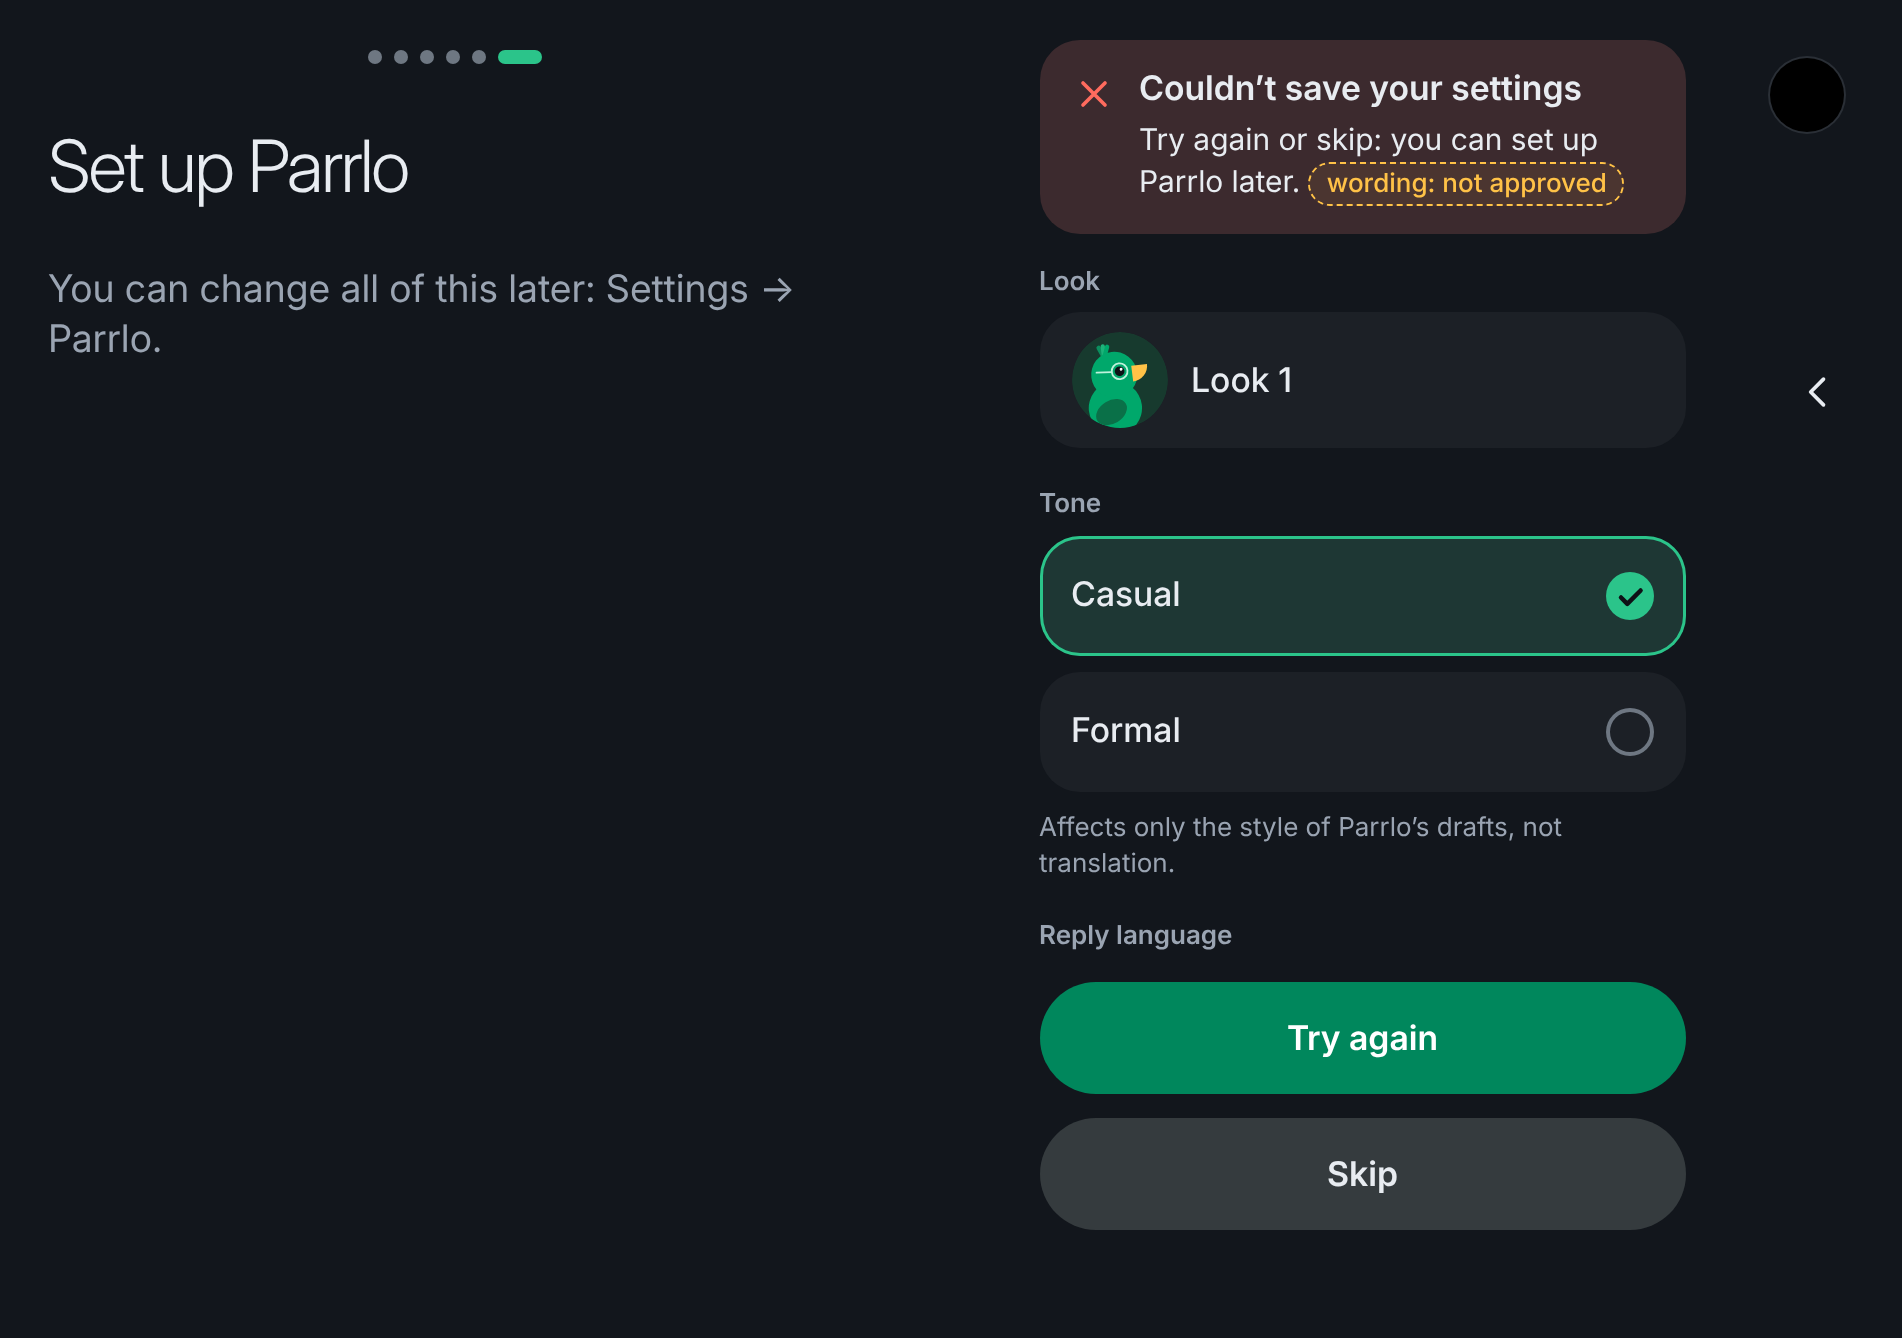 Set up Parrlo
You can change all of this later: Settings →
Parrlo.
Couldn’t save your settings
Try again or skip: you can set up
Parrlo later. wording: not approved
Look
Look 1
Tone
Casual
Formal
Affects only the style of Parrlo’s drafts, not
translation.
Reply language
Try again
Skip